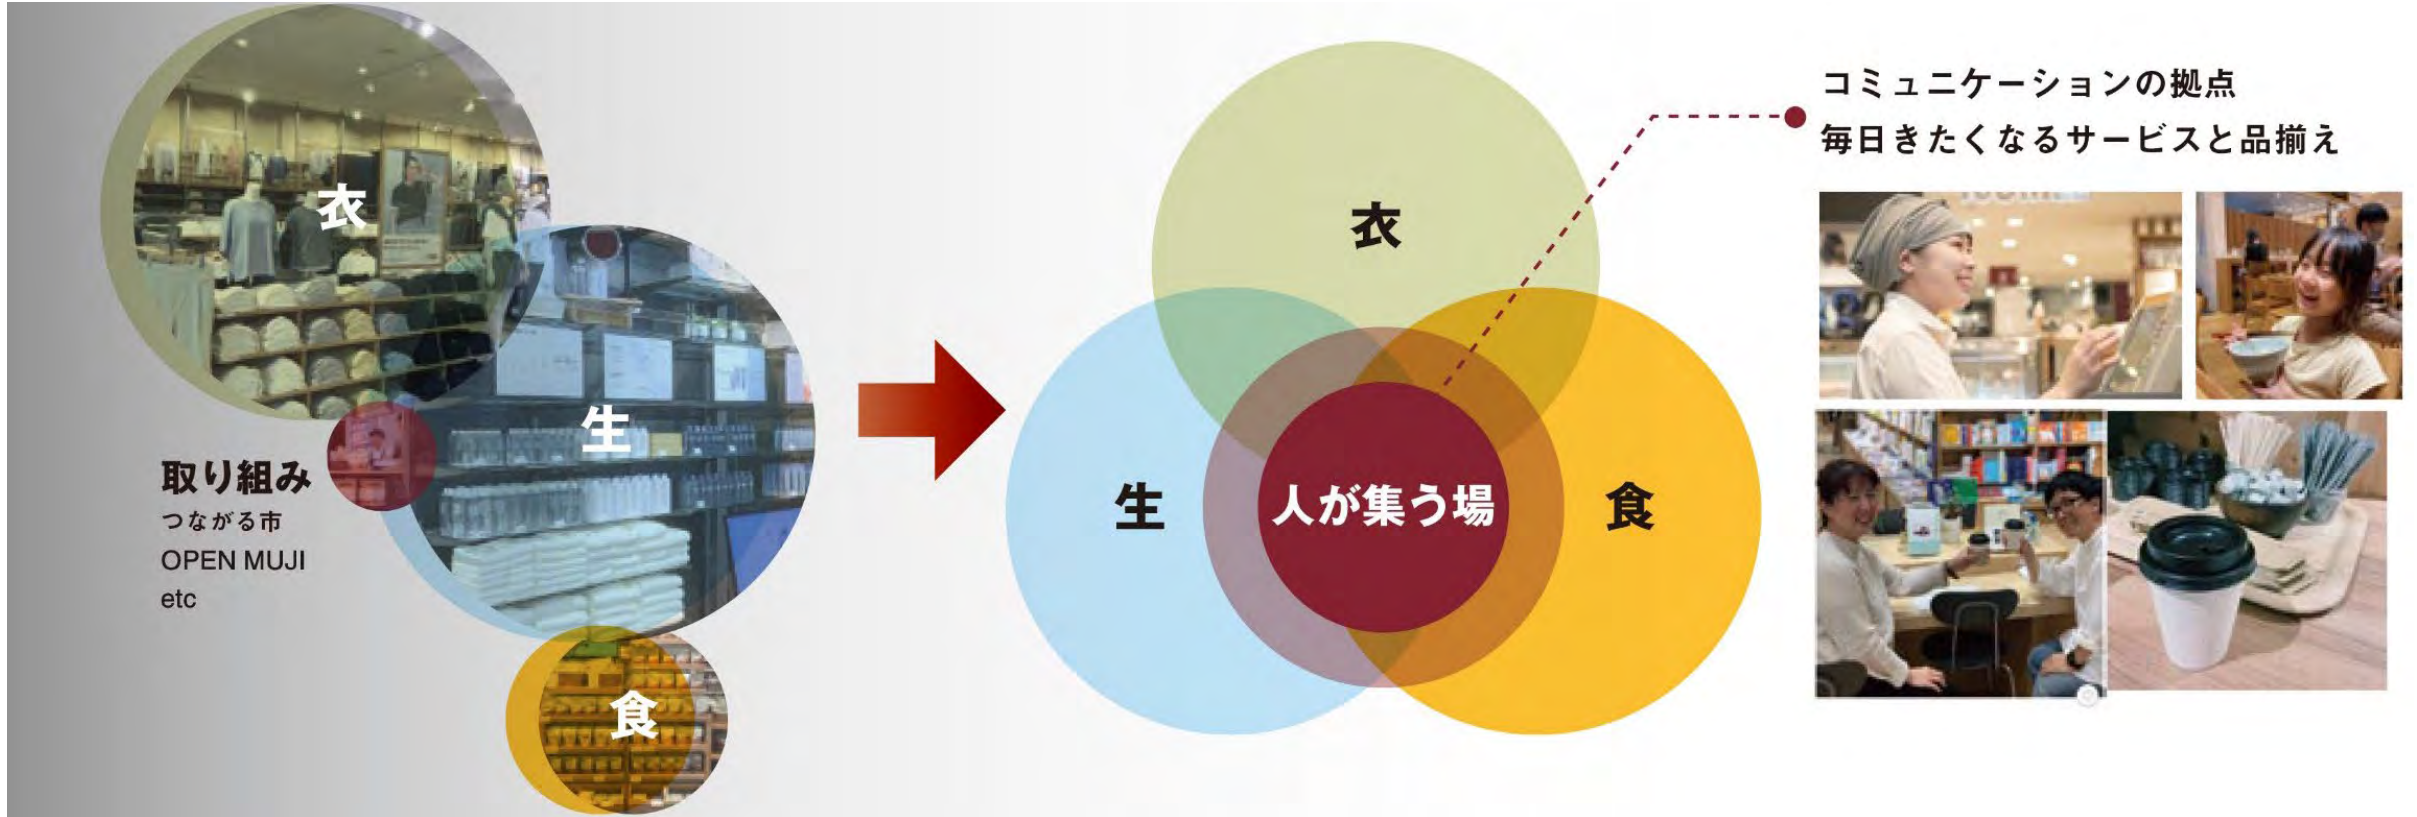 衣
生
取り組み
つながる市
OPEN MUJI
etc
食
衣
生
人が集う場
食
コミュニケーションの拠点
毎日きたくなるサービスと品揃え